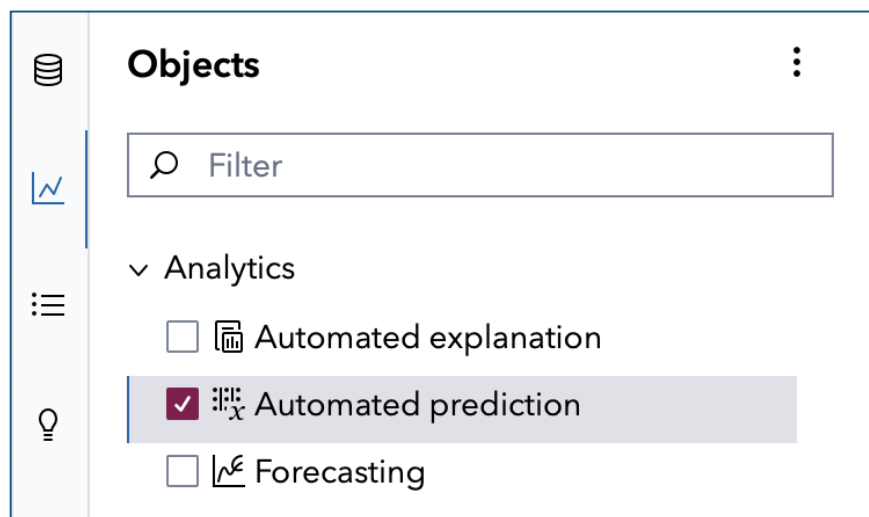 Objects
Filter
Analytics
Automated explanation
Automated prediction
Forecasting